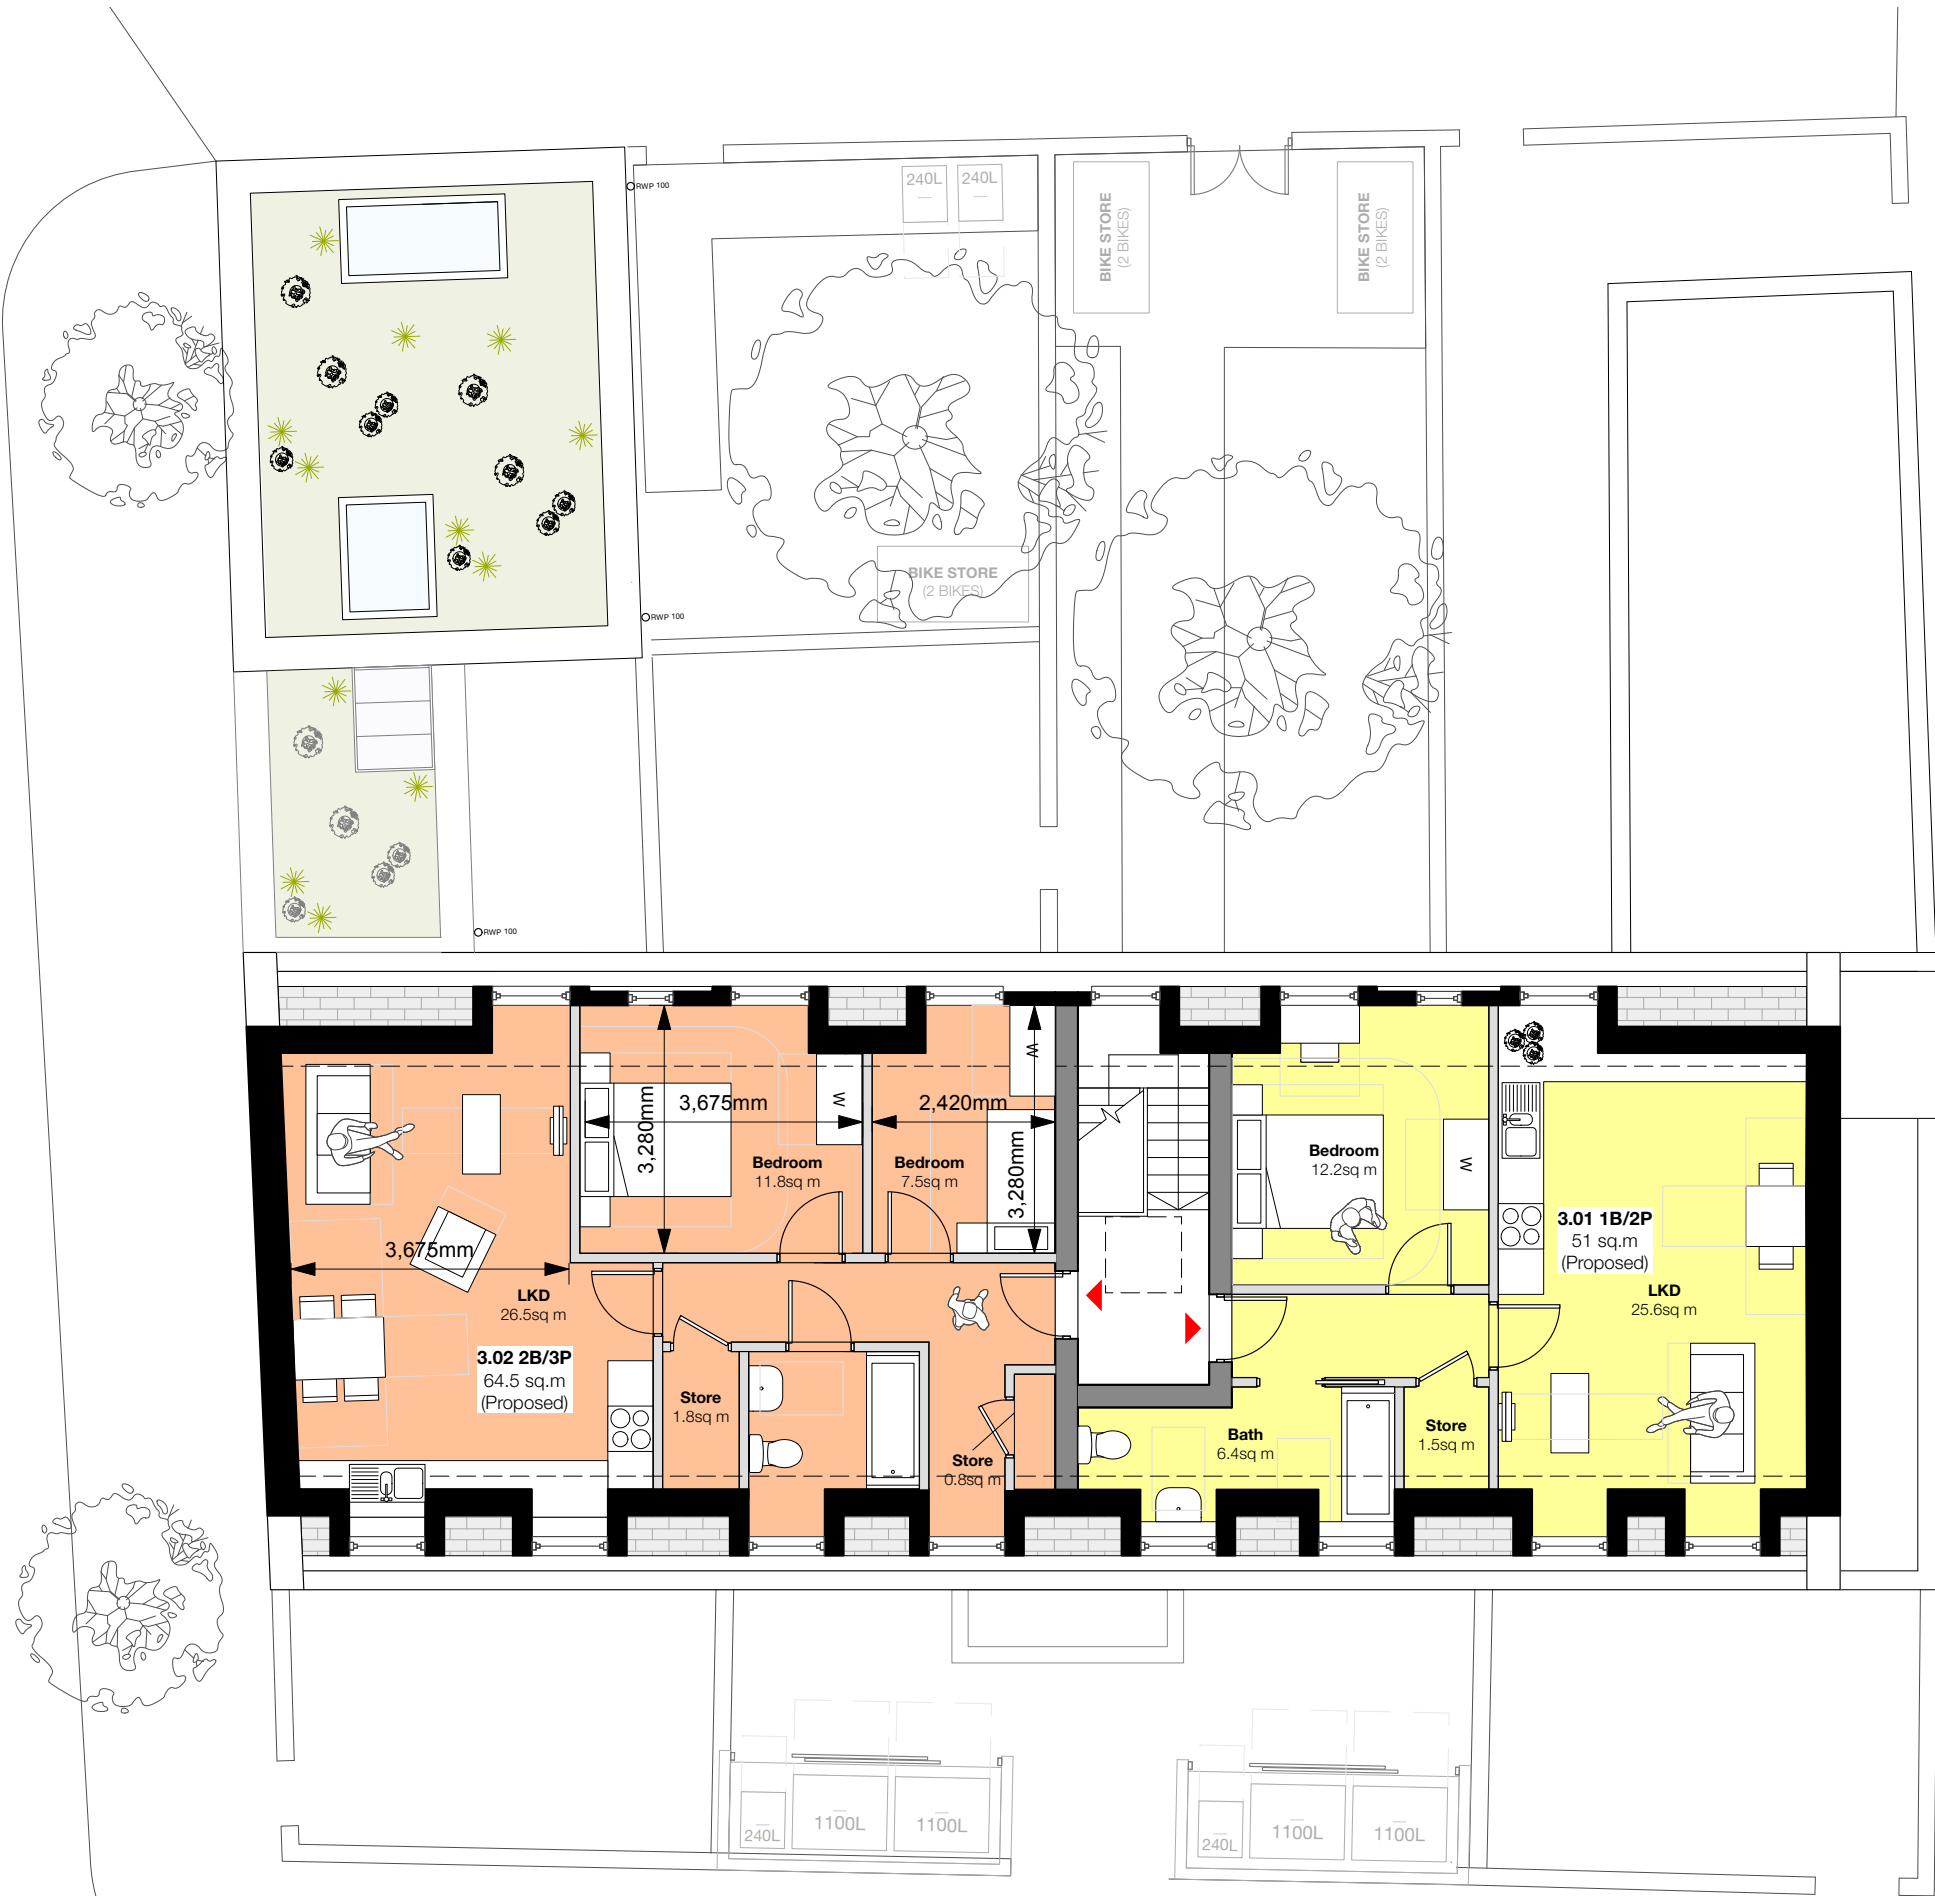 RWP 100
240L
240L
BIKE STORE
(2 BIKES)
BIKE STORE
(2 BIKES)
BIKE STORE
(2 BIKES)
RWP 100
RWP 100
3,280mm
3,675mm
W
Bedroom
11.8sq m
2,420mm
W
Bedroom
7.5sq m
3,280mm
Bedroom
12.2sq m
W
3.01 1B/2P
51 sq.m
(Proposed)
LKD
25.6sq m
3,675mm
LKD
26.5sq m
3.02 2B/3P
64.5 sq.m
(Proposed)
Store
1.8sq m
Store
0.8sq m
Bath
6.4sq m
Store
1.5sq m
240L
1100L
1100L
240L
1100L
1100L